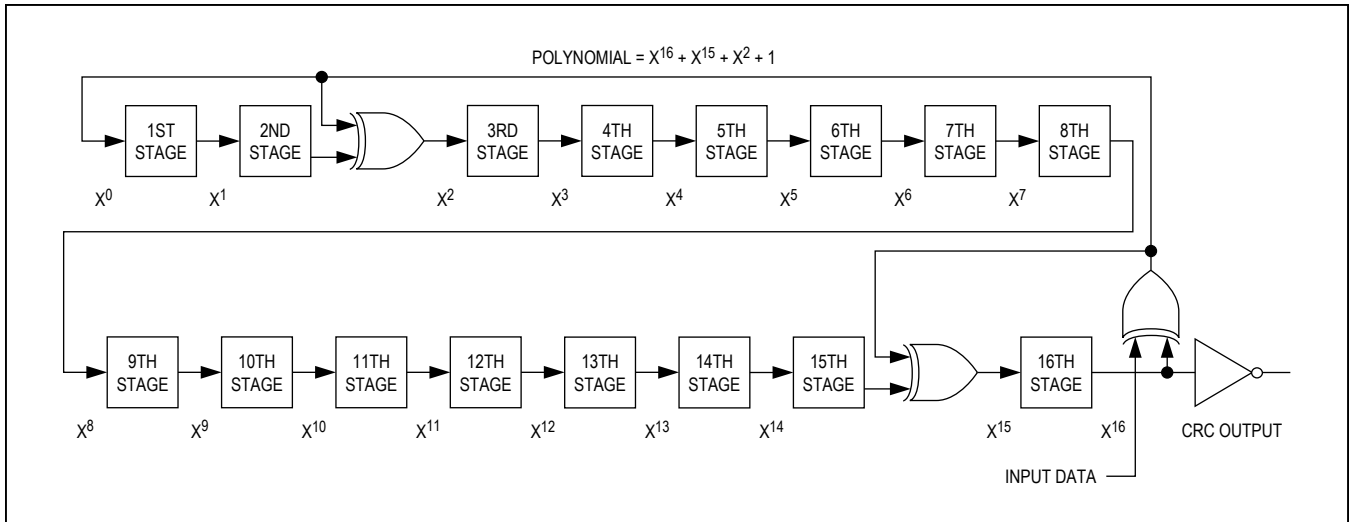 POLYNOMIAL = X16 + X15 + X2 + 1
1ST
STAGE
2ND
STAGE
3RD
STAGE
4TH
STAGE
5TH
STAGE
6TH
STAGE
7TH
STAGE
8TH
STAGE
X0
X1
X2
X3
X4
X5
X6
X7
9TH
STAGE
10TH
STAGE
11TH
STAGE
12TH
STAGE
13TH
STAGE
14TH
STAGE
15TH
STAGE
16TH
STAGE
X8
X9
X10
X11
X12
X13
X14
X15
X16
CRC OUTPUT
INPUT DATA